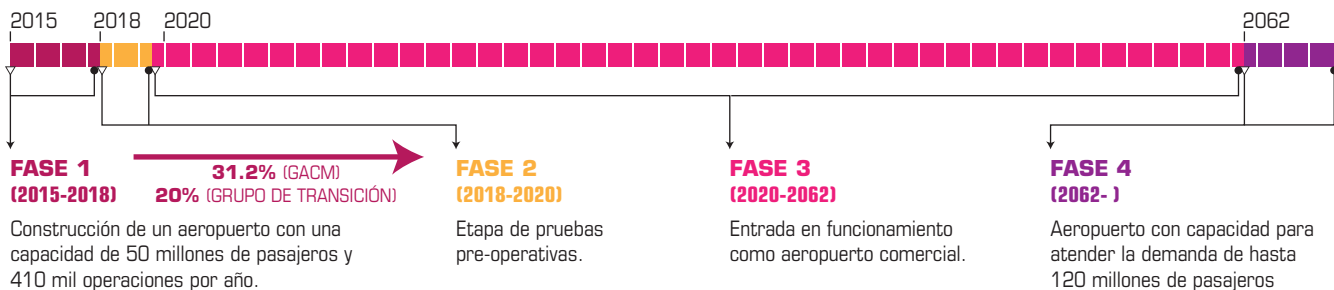 2015 2018 2020 2062
FASE 1
(2015-2018)
31.2% (GACM)
20% (GRUPO DE TRANSICIÓN)
Construcción de un aeropuerto con una
capacidad de 50 millones de pasajeros y
410 mil operaciones por año.
FASE 2
(2018-2020)
Etapa de pruebas
pre-operativas.
FASE 3
(2020-2062)
Entrada en funcionamiento
como aeropuerto comercial.
FASE 4
(2062- )
Aeropuerto con capacidad para
atender la demanda de hasta
120 millones de pasajeros